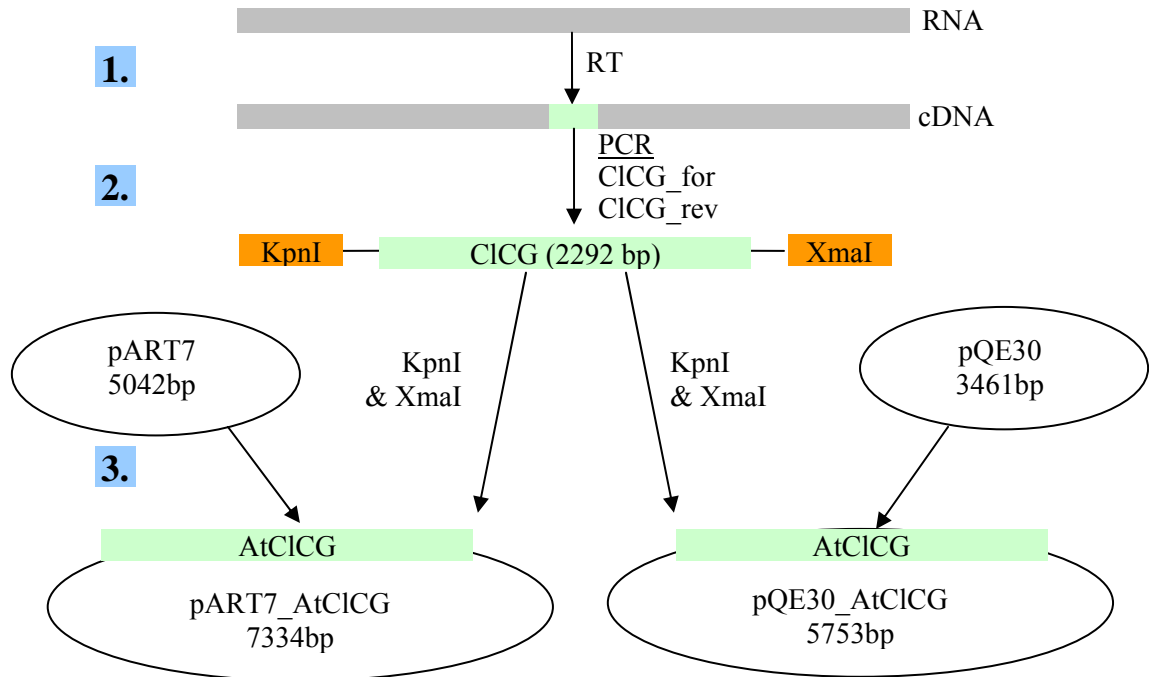 RNA
1.
RT
cDNA
PCR
ClCG_for
ClCG_rev
2.
KpnI
ClCG (2292 bp)
XmaI
pART7
5042bp
KpnI
& XmaI
KpnI
& XmaI
pQE30
3461bp
3.
AtClCG
pART7_AtClCG
7334bp
AtClCG
pQE30_AtClCG
5753bp